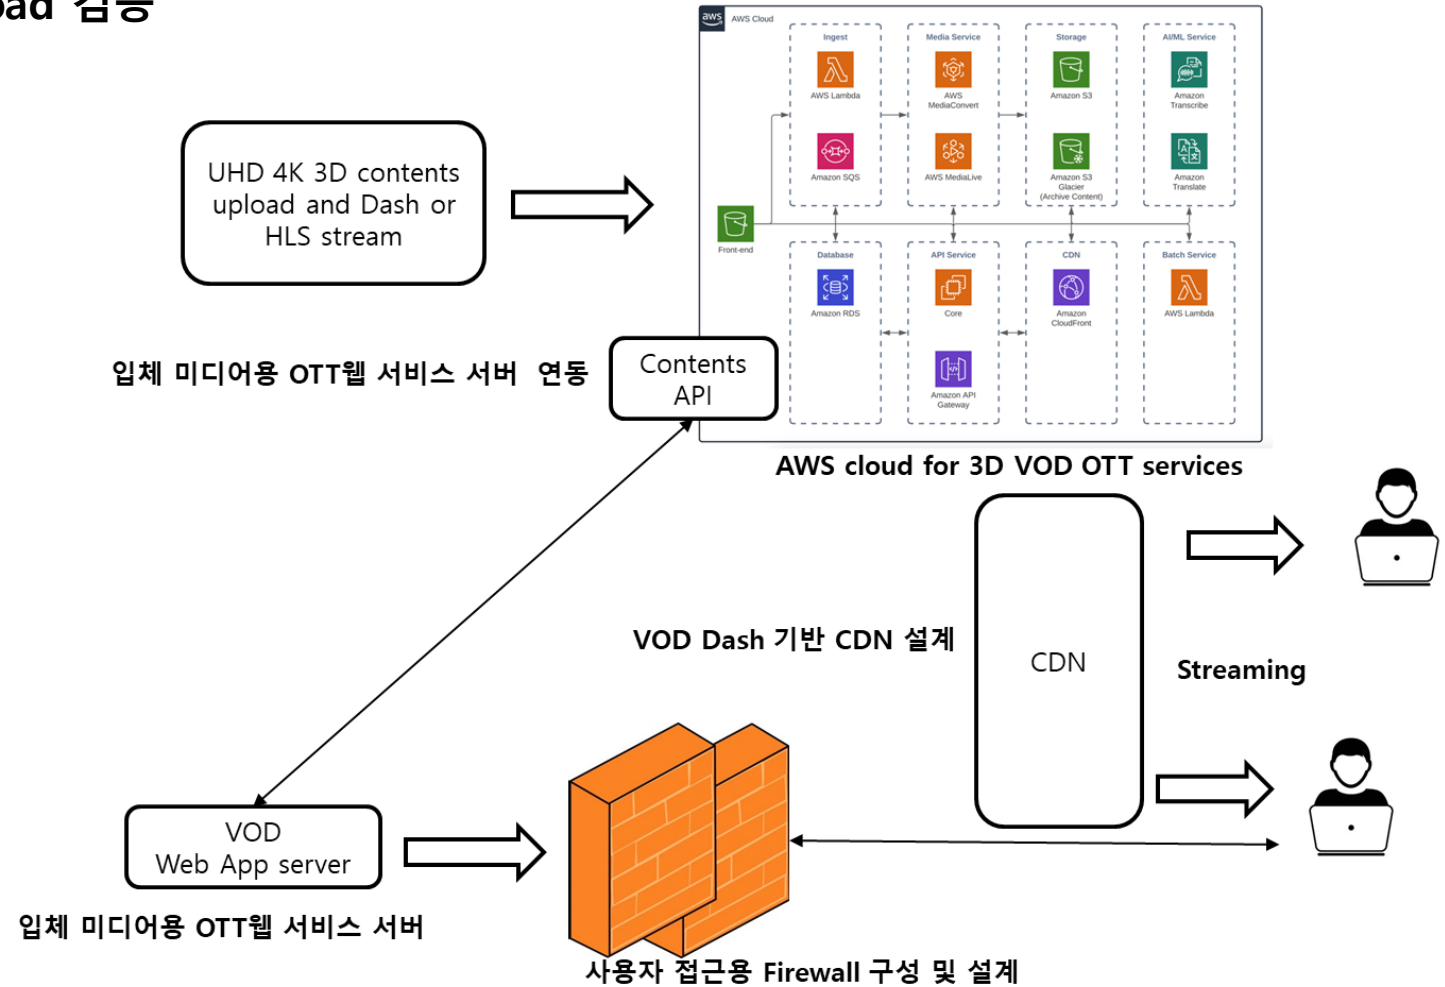 검증
aws
AWS Cloud
Ingest
Media Service
Storage
AI/ML Service
AWS Lambda
AWS
MediaConvert
Amazon S3
Amazon
Transcribe
Amazon SQS
AWS MediaLive
Amazon S3
Glacier
(Archive Content)
Amazon
Translate
UHD 4K 3D contents
upload and Dash or
HLS stream
Front-end
Database
API Service
CDN
Batch Service
Amazon RDS
Core
Amazon
CloudFront
AWS Lambda
Amazon API
Gateway
입체 미디어용 OTT웹 서비스 서버 연동
Contents
API
AWS cloud for 3D VOD OTT services
VOD Dash 기반 CDN 설계
CDN
Streaming
VOD
Web App server
입체 미디어용 OTT웹 서비스 서버
사용자 접근용 Firewall 구성 및 설계